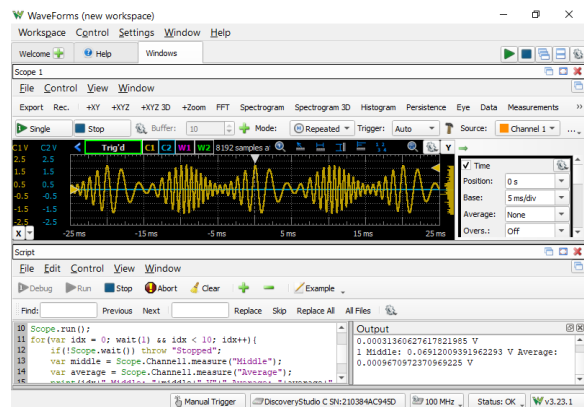 WaveForms (new workspace)
Workspace Control Settings Window Help
Welcome Help Windows
Scope 1
File Control View Window
Export Rec. +XY +XYZ +XYZ 3D +Zoom FFT Spectrogram Spectrogram 3D Histogram Persistence Eye Data Measurements »
Single Stop Buffer: 10 Mode: Repeated Trigger: Auto Source: Channel 1 ...
C1 V C2 V Trig'd C1 C2 W1 W2 8192 samples a Y
2.5 2.5
1.5 1.5
0.5 0.5
-0.5 -0.5
-1.5 -1.5
-2.5 -2.5
X -25 ms -15 ms -5 ms 5 ms 15 ms 25 ms
Time
Position: 0 s
Base: 5 ms/div
Average: None
Overs.: Off
Script
File Edit Control View Window
Debug Run Stop Abort Clear Example
Find: Previous Next Replace Skip Replace All All Files
10 Scope.run();
11 for(var idx = 0; wait(1) && idx < 10; idx++){
12 if(!Scope.wait()) throw "Stopped";
13 var middle = Scope.Channel.measure("Middle");
14 var average = Scope.Channel.measure("Average");
Output
0.00031360627617821985 V
1 Middle: 0.06912009391962293 V Average:
0.0009670972370969225 V
Manual Trigger DiscoveryStudio C SN:210384AC945D 100 MHz Status: OK v3.23.1